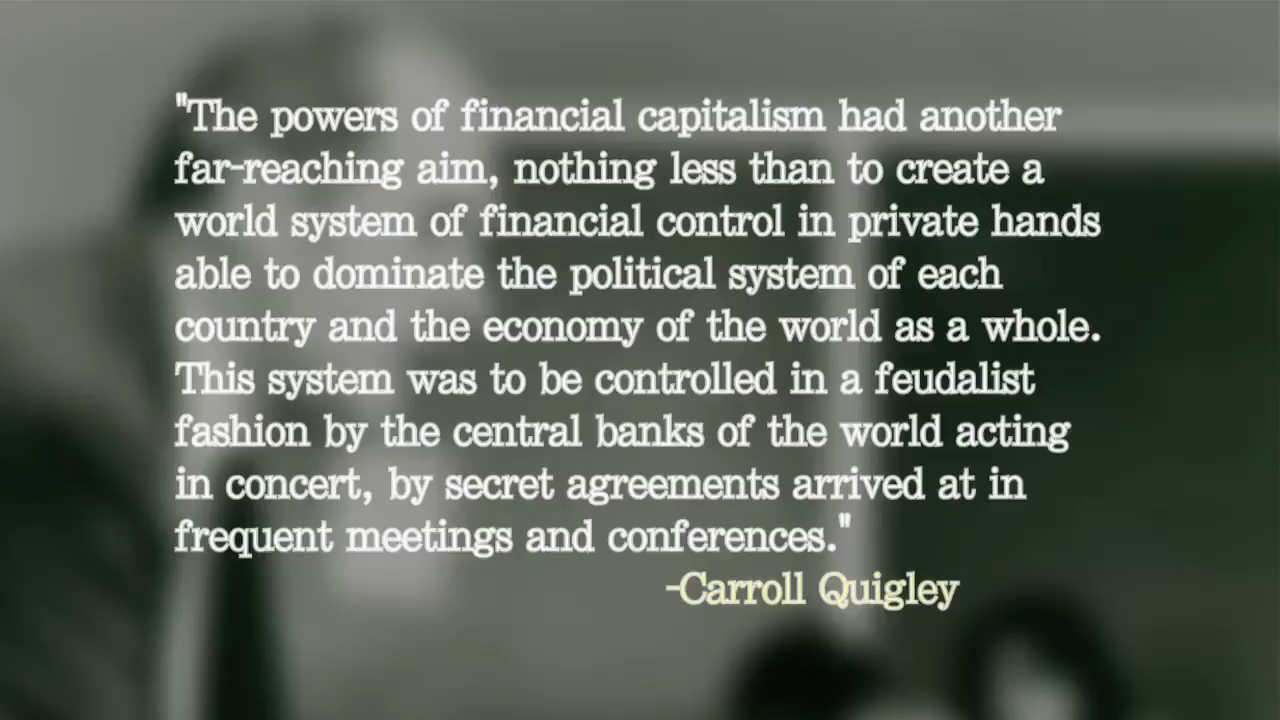 "The powers of financial capitalism had another
far-reaching aim, nothing less than to create a
world system of financial control in private hands
able to dominate the political system of each
country and the economy of the world as a whole.
This system was to be controlled in a feudalist
fashion by the central banks of the world acting
in concert, by secret agreements arrived at in
frequent meetings and conferences."
-Carroll Quigley